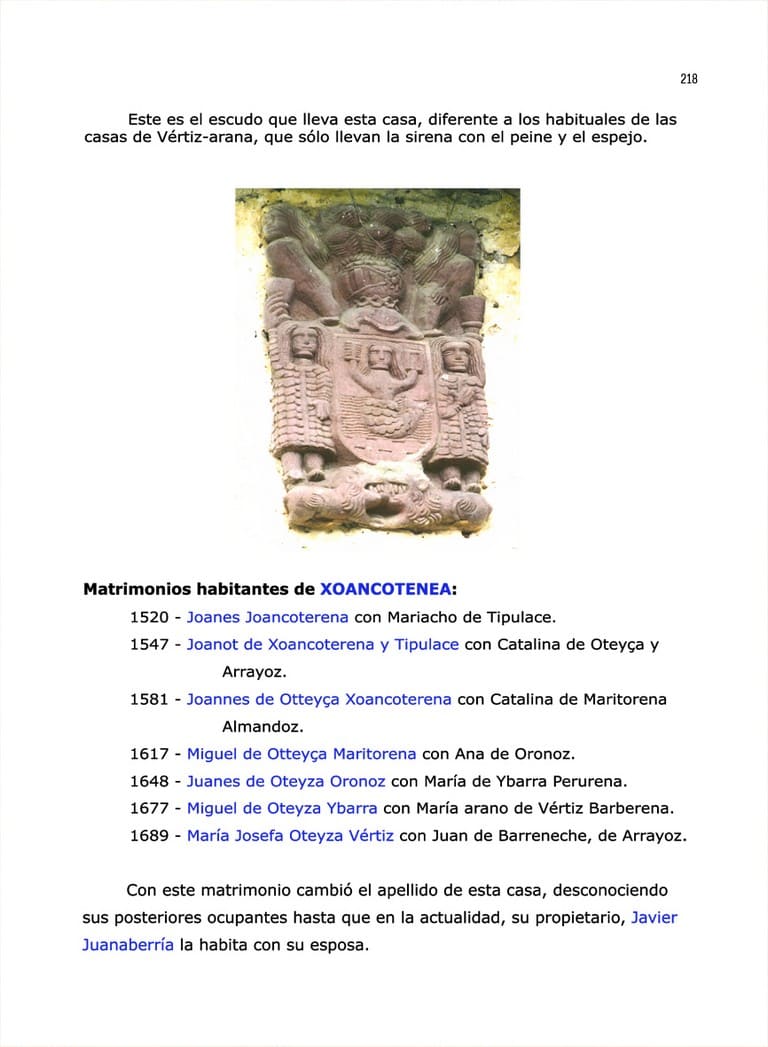 218
Este es el escudo que lleva esta casa, diferente a los habituales de las
casas de Vértiz-arana, que sólo llevan la sirena con el peine y el espejo.
Matrimonios habitantes de XOANCOTENEA:
1520 - Joanes Joancoterena con Mariacho de Tipulace.
1547 - Joanot de Xoancoterena y Tipulace con Catalina de Oteyça y
Arrayoz.
1581 - Joannes de Otteyça Xoancoterena con Catalina de Maritorena
Almandoz.
1617 - Miguel de Otteyça Maritorena con Ana de Oronoz.
1648 - Juanes de Oteyza Oronoz con María de Ybarra Perurena.
1677 - Miguel de Oteyza Ybarra con María arano de Vértiz Barberena.
1689 - María Josefa Oteyza Vértiz con Juan de Barreneche, de Arrayoz.
Con este matrimonio cambió el apellido de esta casa, desconociendo
sus posteriores ocupantes hasta que en la actualidad, su propietario, Javier
Juanaberría la habita con su esposa.